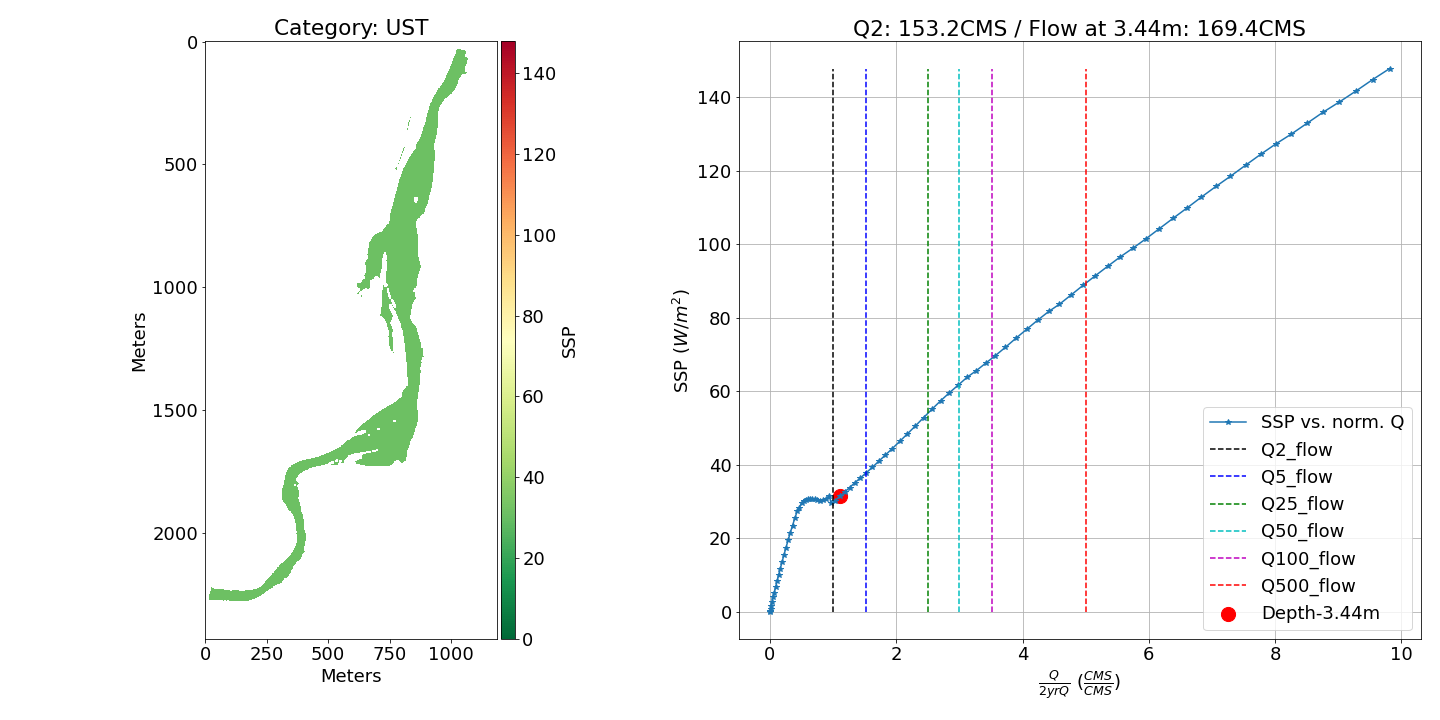 Category: UST
0
500
1000
1500
2000
Meters
0 250 500 750 1000
Meters
140
120
100
80
60
40
20
0
SSP
Q2: 153.2CMS / Flow at 3.44m: 169.4CMS
140
120
100
80
60
40
20
0
SSP (W/m²)
0 2 4 6 8 10
Q/2yrQ (CMS/CMS)
SSP vs. norm. Q
Q2_flow
Q5_flow
Q25_flow
Q50_flow
Q100_flow
Q500_flow
Depth-3.44m